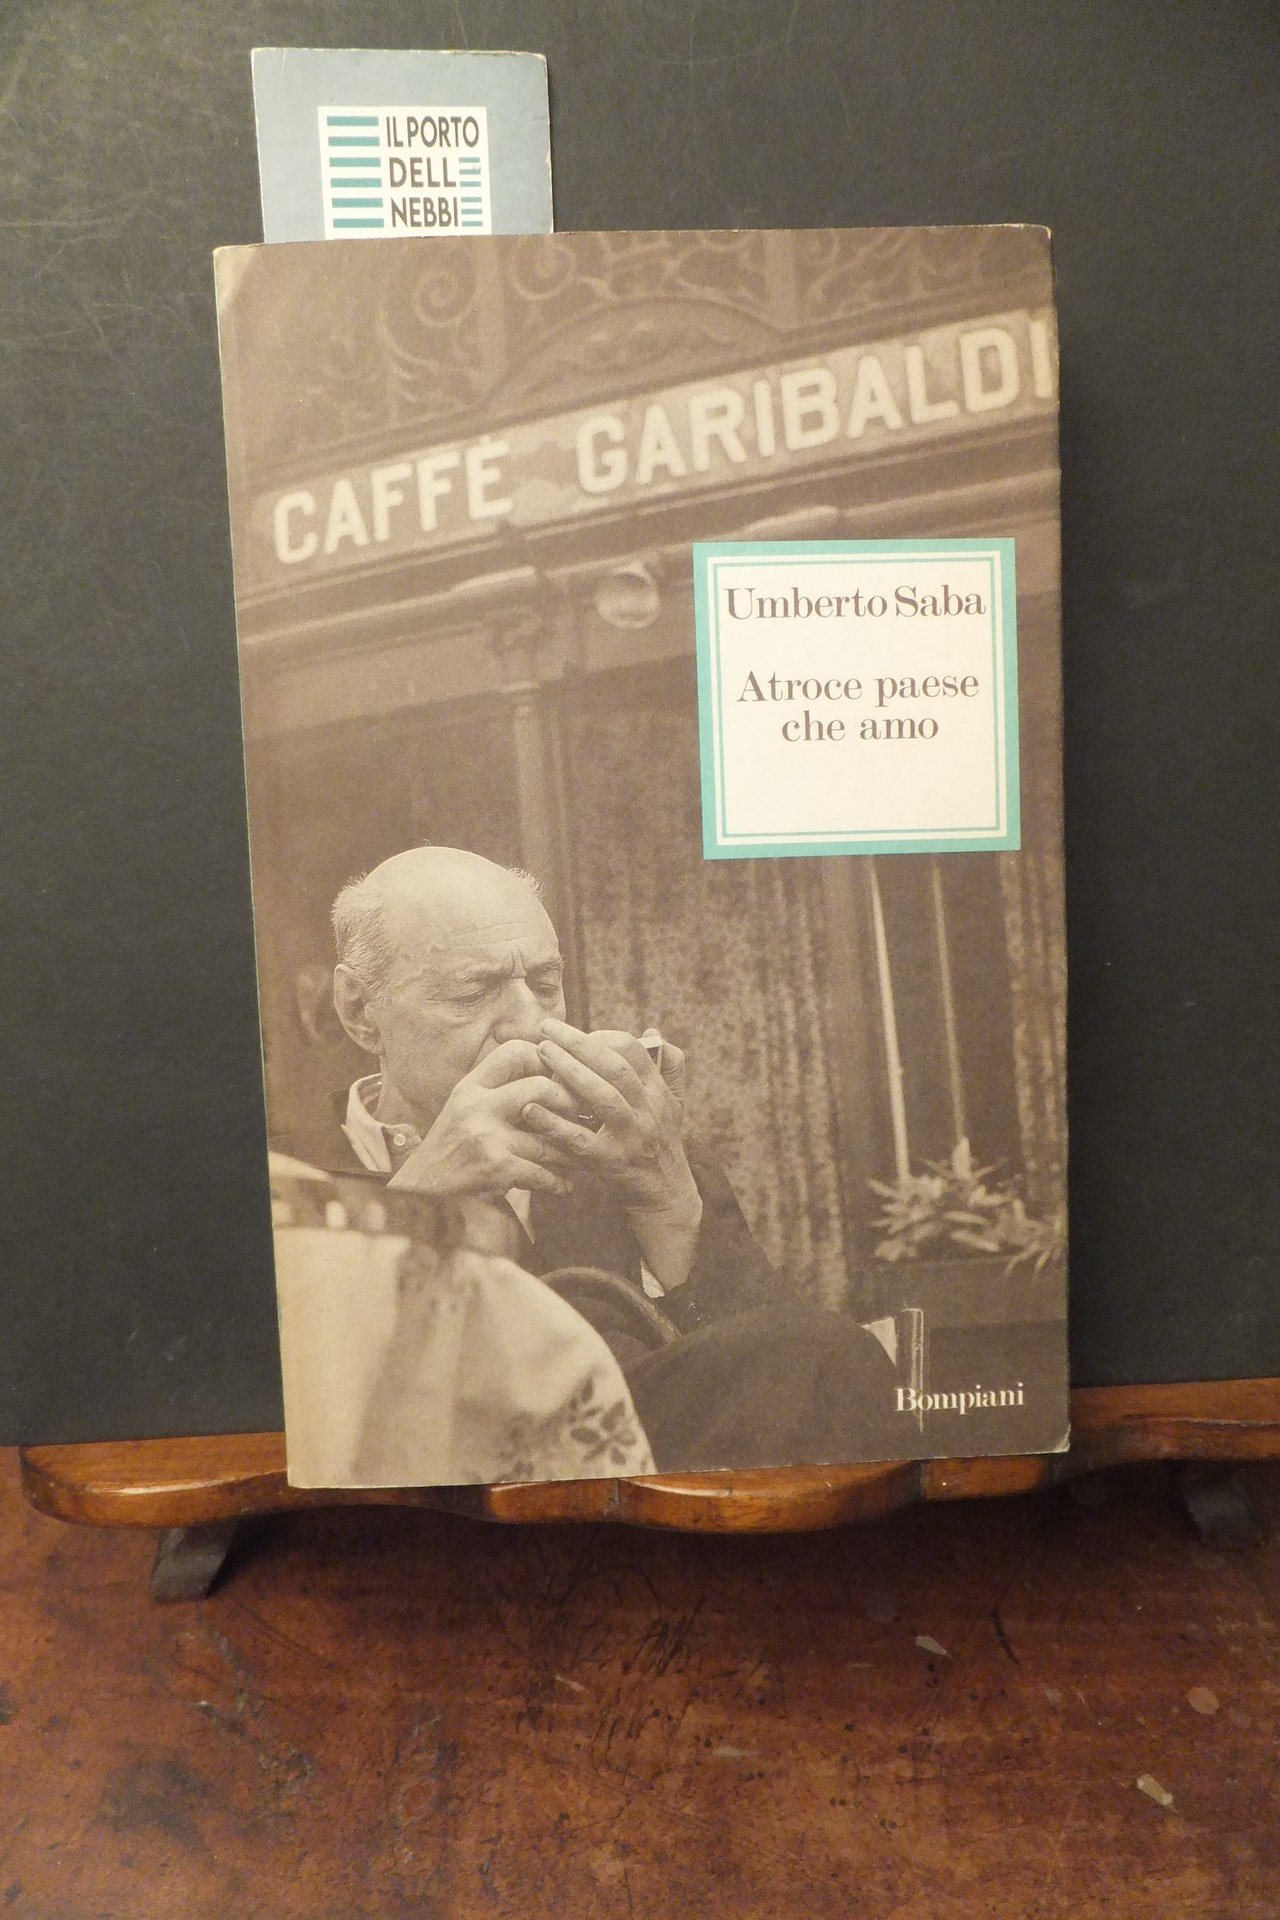 IL PORTO
DELL
NEBBI
CAFFÈ GARIBALDI
Umberto Saba
Atroce paese
che amo
Bompiani